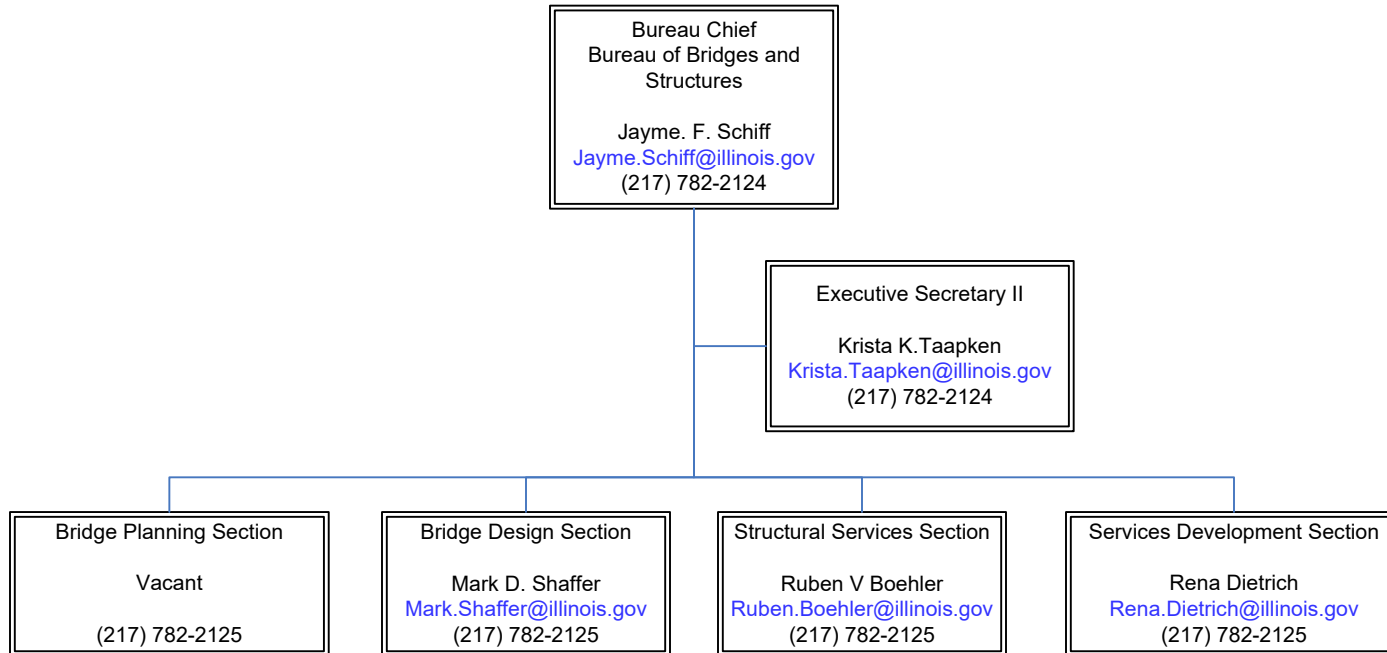 Bureau Chief
Bureau of Bridges and
Structures
Jayme. F. Schiff
Jayme.Schiff@illinois.gov
(217) 782-2124
Executive Secretary II
Krista K.Taapken
Krista.Taapken@illinois.gov
(217) 782-2124
Bridge Planning Section
Vacant
(217) 782-2125
Bridge Design Section
Mark D. Shaffer
Mark.Shaffer@illinois.gov
(217) 782-2125
Structural Services Section
Ruben V Boehler
Ruben.Boehler@illinois.gov
(217) 782-2125
Services Development Section
Rena Dietrich
Rena.Dietrich@illinois.gov
(217) 782-2125